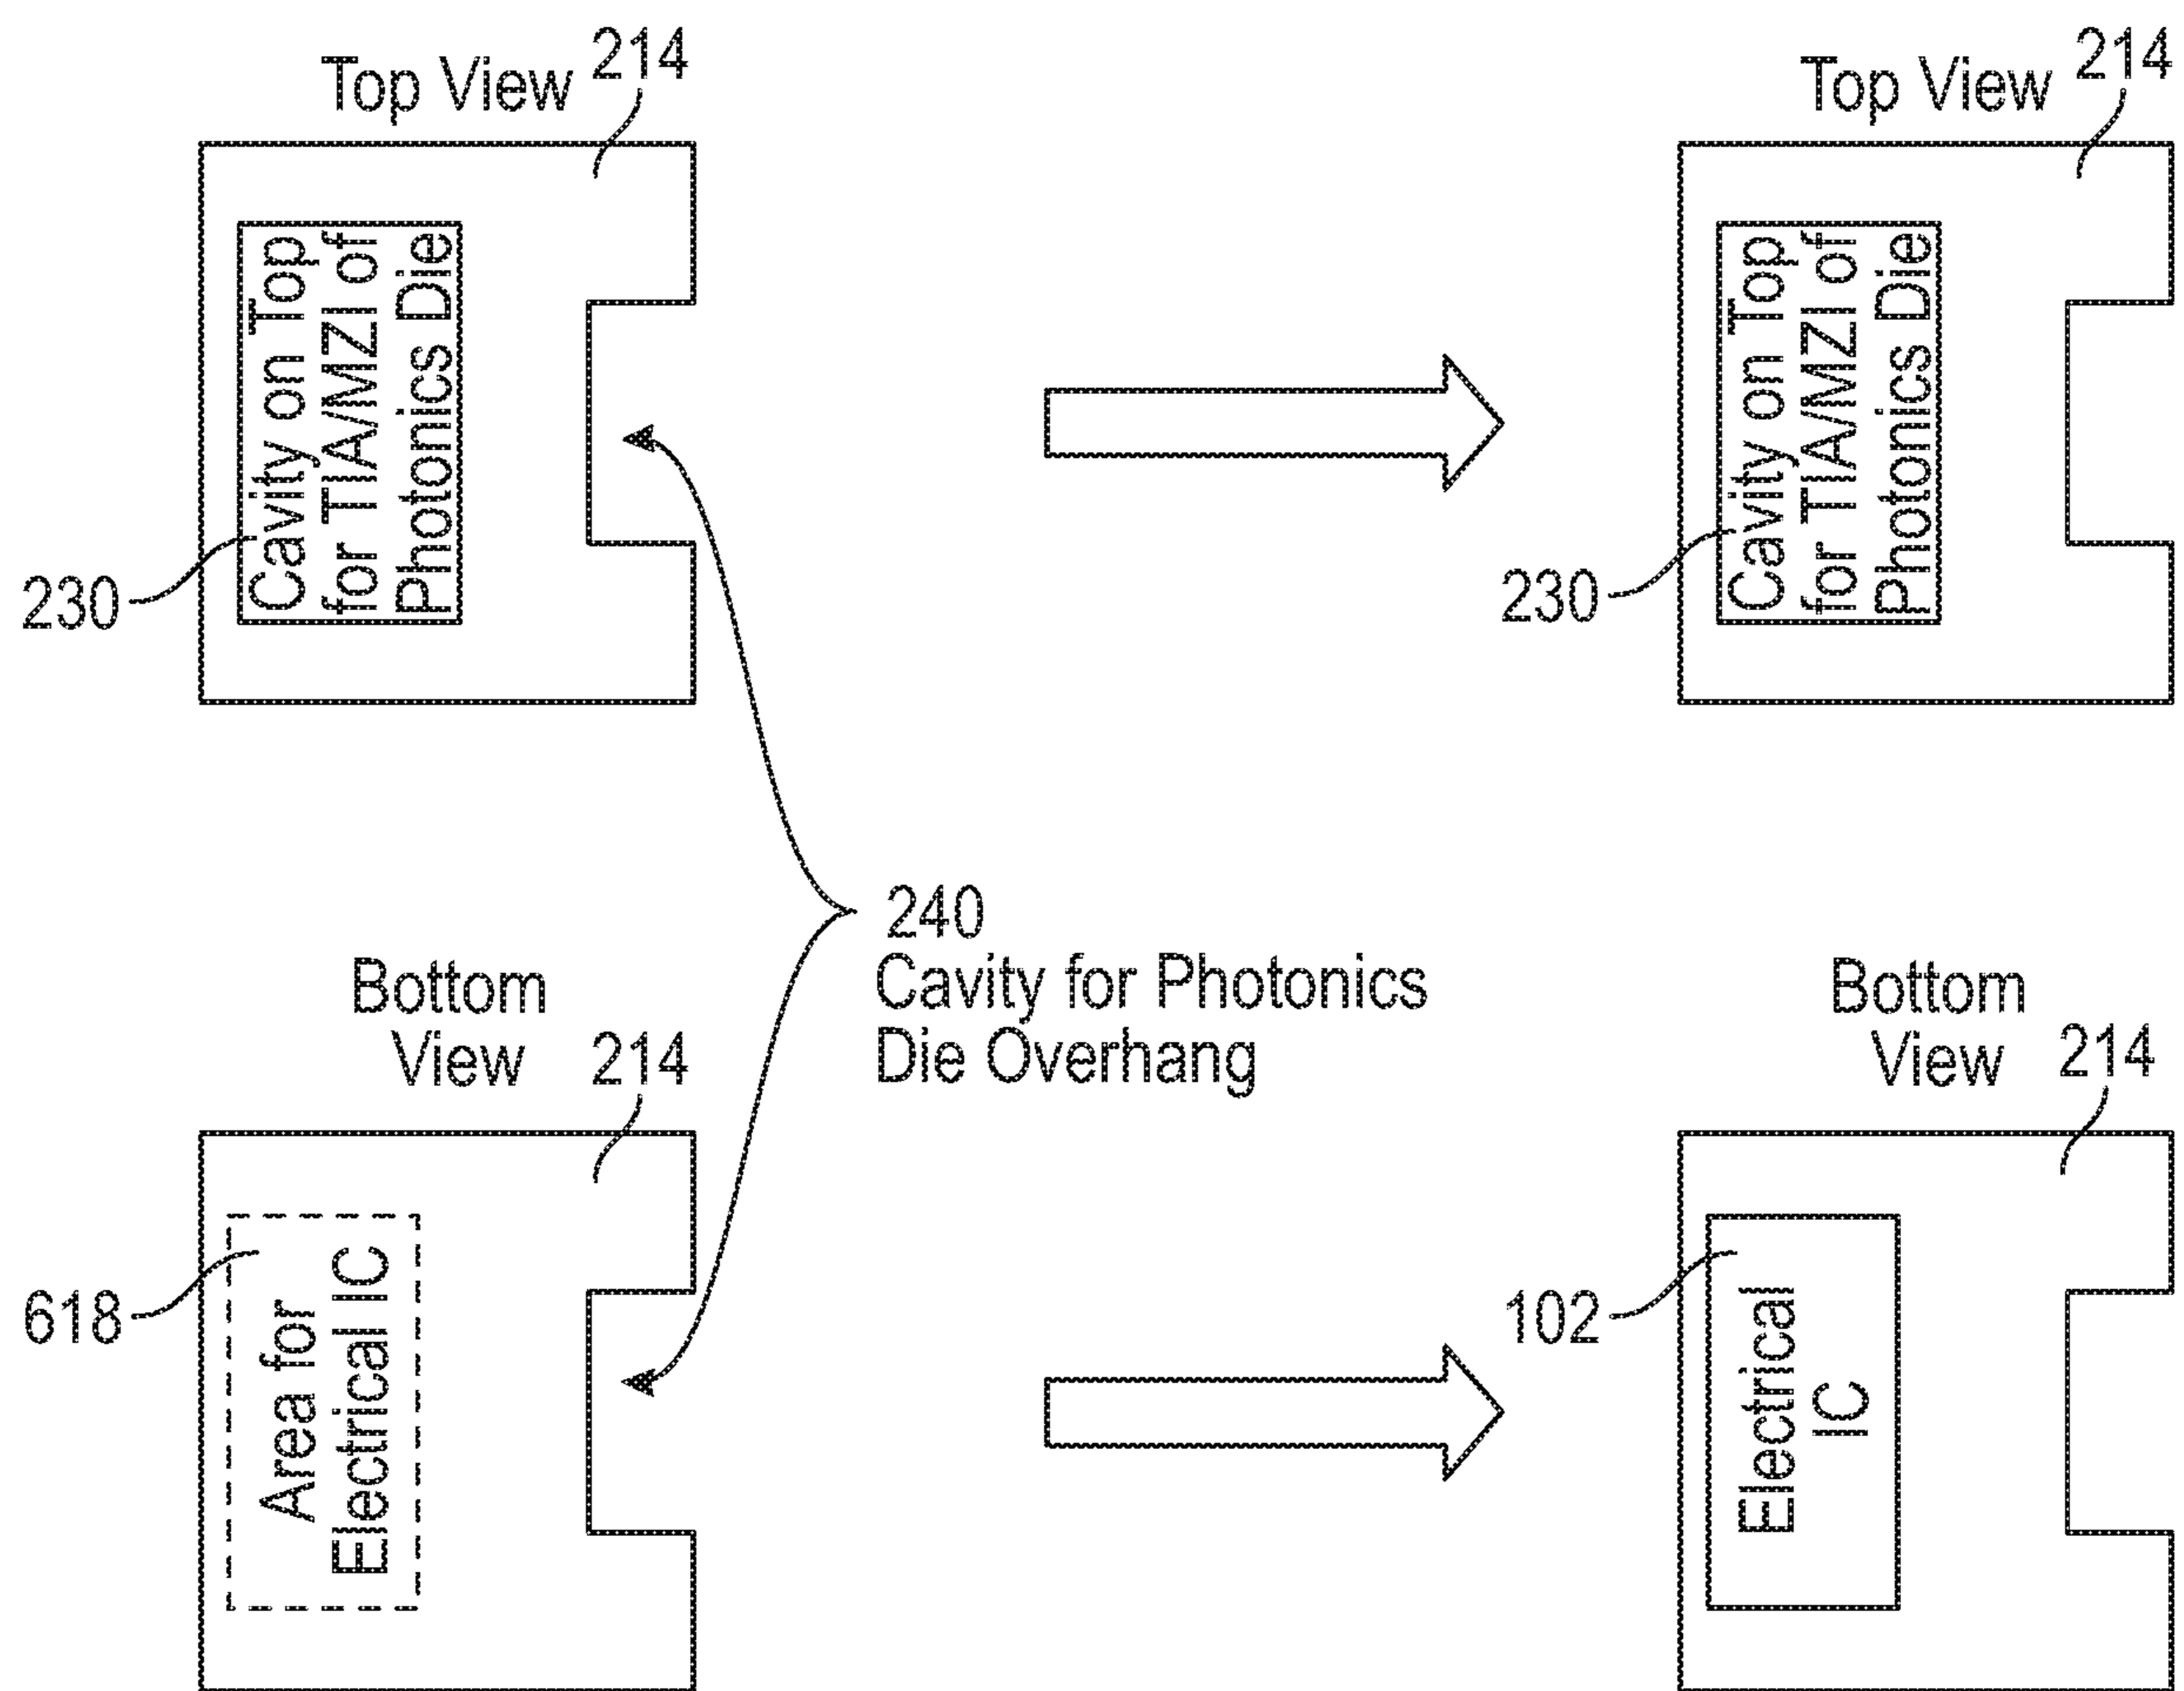 Top View
214
Cavity on Top
for TIA/MZI of
Photonics Die
230
Top View
214
Cavity on Top
for TIA/MZI of
Photonics Die
230
240
Cavity for Photonics
Die Overhang
Bottom
View
214
618
Area for
Electrical IC
Bottom
View
214
102
Electrical
IC